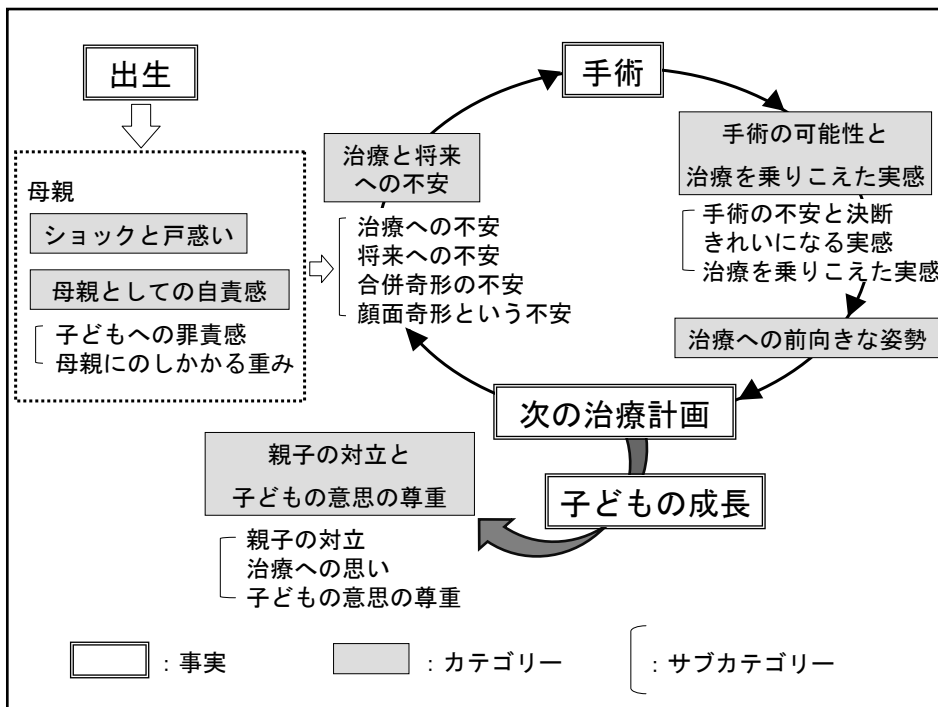 出生
手術
母親
ショックと戸惑い
母親としての自責感
子どもへの罪責感
母親にのしかかる重み
治療と将来
への不安
治療への不安
将来への不安
合併奇形の不安
顔面奇形という不安
手術の可能性と
治療を乗りこえた実感
手術の不安と決断
きれいになる実感
治療を乗りこえた実感
治療への前向きな姿勢
次の治療計画
子どもの成長
親子の対立と
子どもの意思の尊重
親子の対立
治療への思い
子どもの意思の尊重
：事実
：カテゴリー
：サブカテゴリー